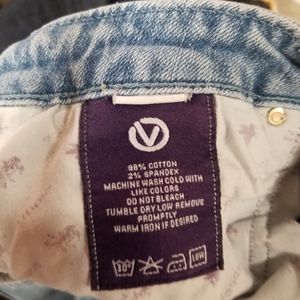 V
98% COTTON
2% SPANDEX
MACHINE WASH COLD WITH
LIKE COLORS
DO NOT BLEACH
TUMBLE DRY LOW REMOVE
PROMPTLY
WARM IRON IF DESIRED
30° LOW